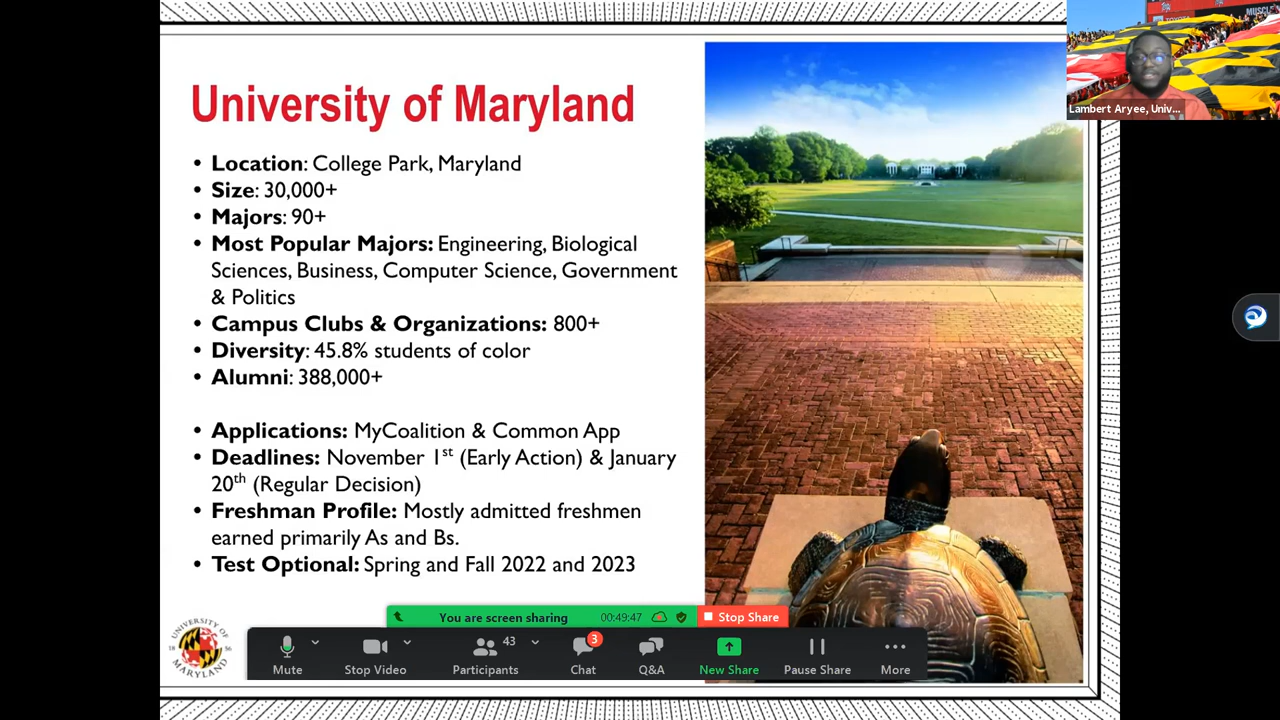 University of Maryland
• Location: College Park, Maryland
• Size: 30,000+
• Majors: 90+
• Most Popular Majors: Engineering, Biological
Sciences, Business, Computer Science, Government
& Politics
• Campus Clubs & Organizations: 800+
• Diversity: 45.8% students of color
• Alumni: 388,000+
• Applications: MyCoalition & Common App
• Deadlines: November 1st (Early Action) & January
20th (Regular Decision)
• Freshman Profile: Mostly admitted freshmen
earned primarily As and Bs.
• Test Optional: Spring and Fall 2022 and 2023
UNIVERSITY OF
18 56
MARYLAND
TOYOTA
Lambert Aryee, Univ...
You are screen sharing 00:49:47 Stop Share
43 3
Mute Stop Video Participants Chat Q&A New Share Pause Share More